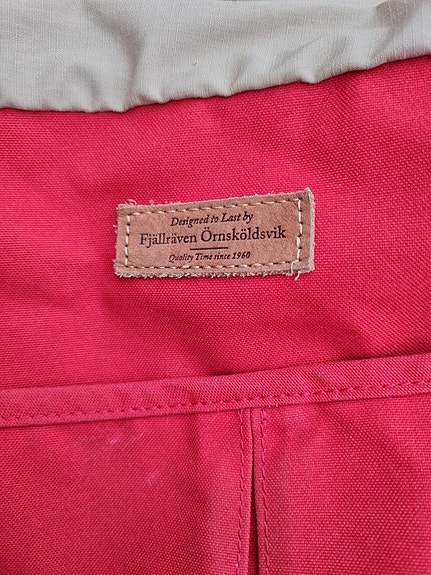 Designed to Last by
Fjällräven Örnsköldsvik
Quality Time since 1960